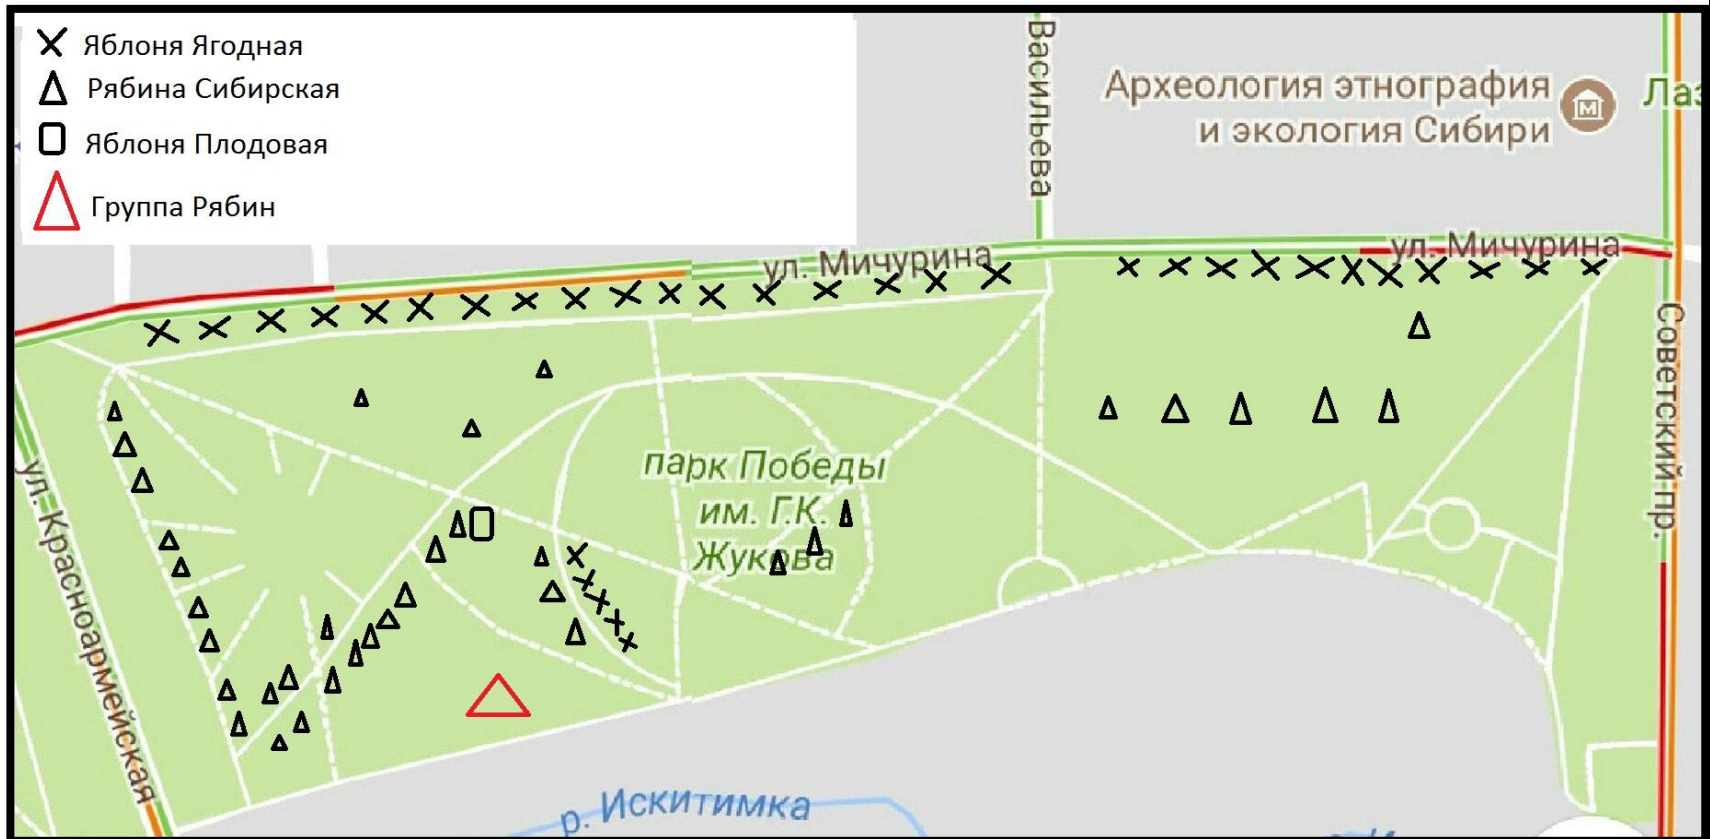 Яблоня Ягодная
Рябина Сибирская
Яблоня Плодовая
Группа Рябин
Васильева
Археология этнография
и экология Сибири
М
Лаз
ул. Мичурина
ул. Мичурина
Советский пр.
парк Победы
им. Г.К.
Жукова
ул. Красноармейская
р. Искитимка